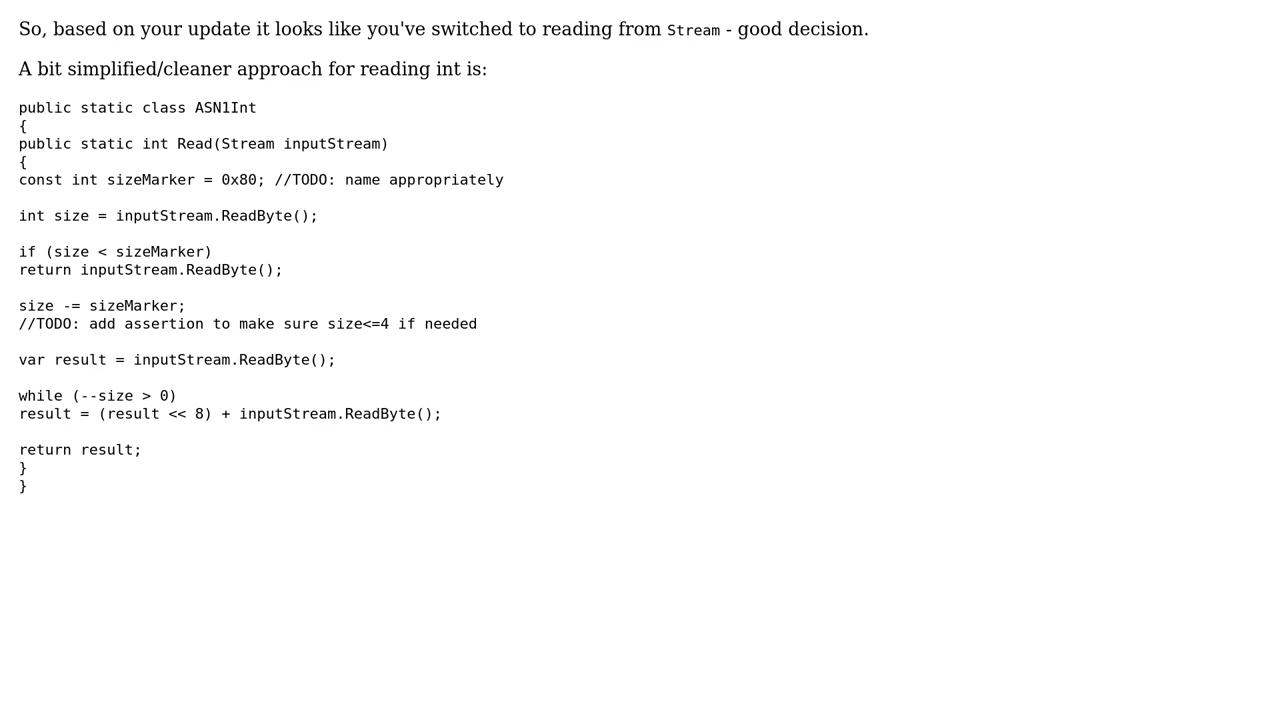 So, based on your update it looks like you've switched to reading from Stream - good decision.
A bit simplified/cleaner approach for reading int is:
public static class ASN1Int
{
public static int Read(Stream inputStream)
{
const int sizeMarker = 0x80; //TODO: name appropriately
int size = inputStream.ReadByte();
if (size < sizeMarker)
return inputStream.ReadByte();
size -= sizeMarker;
//TODO: add assertion to make sure size<=4 if needed
var result = inputStream.ReadByte();
while (--size > 0)
result = (result << 8) + inputStream.ReadByte();
return result;
}
}